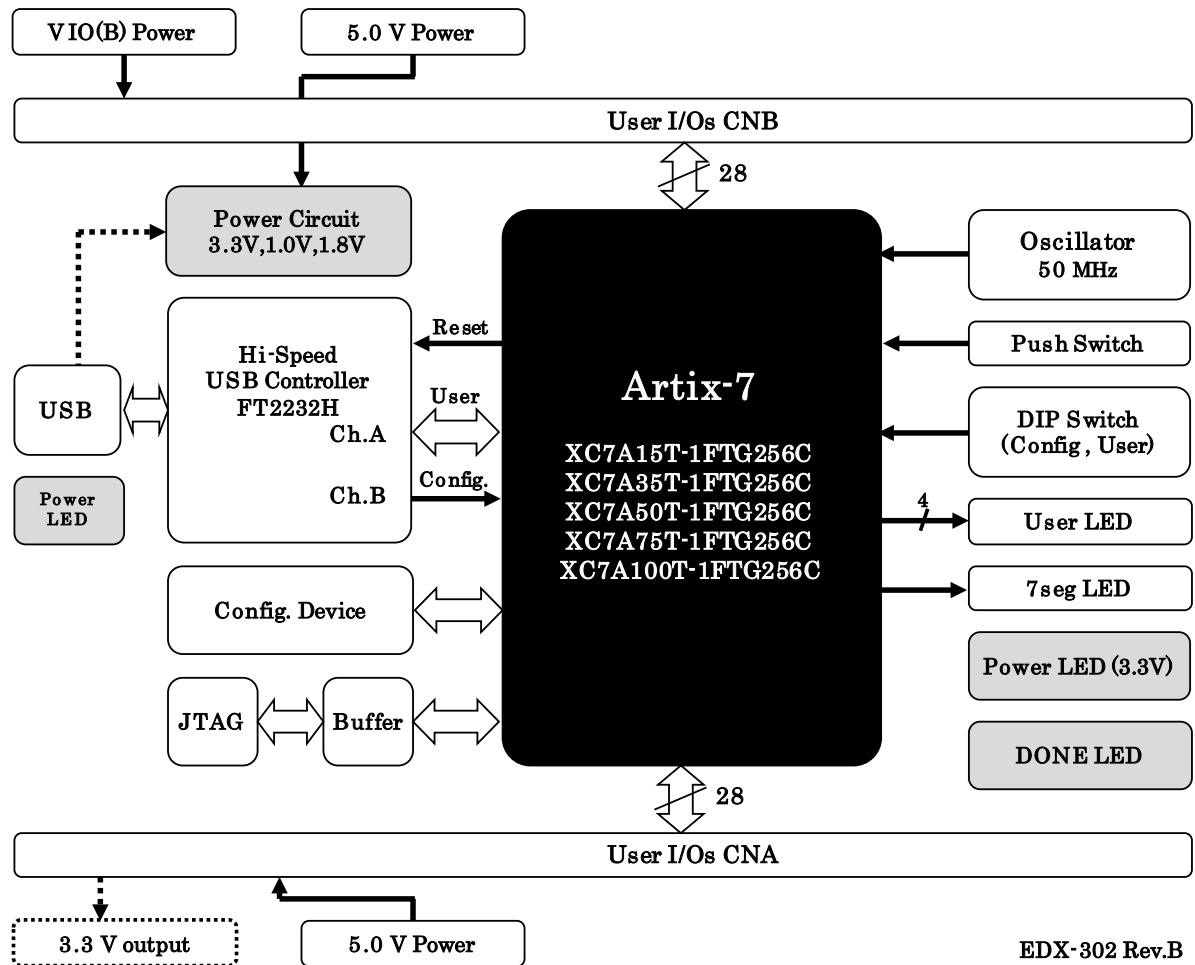 VIO(B) Power
5.0 V Power
User I/Os CNB
28
Power Circuit
3.3V,1.0V,1.8V
Oscillator
50 MHz
Reset
Push Switch
Hi-Speed
USB Controller
FT2232H
Ch.A
Ch.B
USB
User
Config.
Power
LED
Artix-7
XC7A15T-1FTG256C
XC7A35T-1FTG256C
XC7A50T-1FTG256C
XC7A75T-1FTG256C
XC7A100T-1FTG256C
DIP Switch
(Config , User)
4
User LED
7seg LED
Config. Device
Power LED (3.3V)
JTAG
Buffer
DONE LED
28
User I/Os CNA
3.3 V output
5.0 V Power
EDX-302 Rev.B